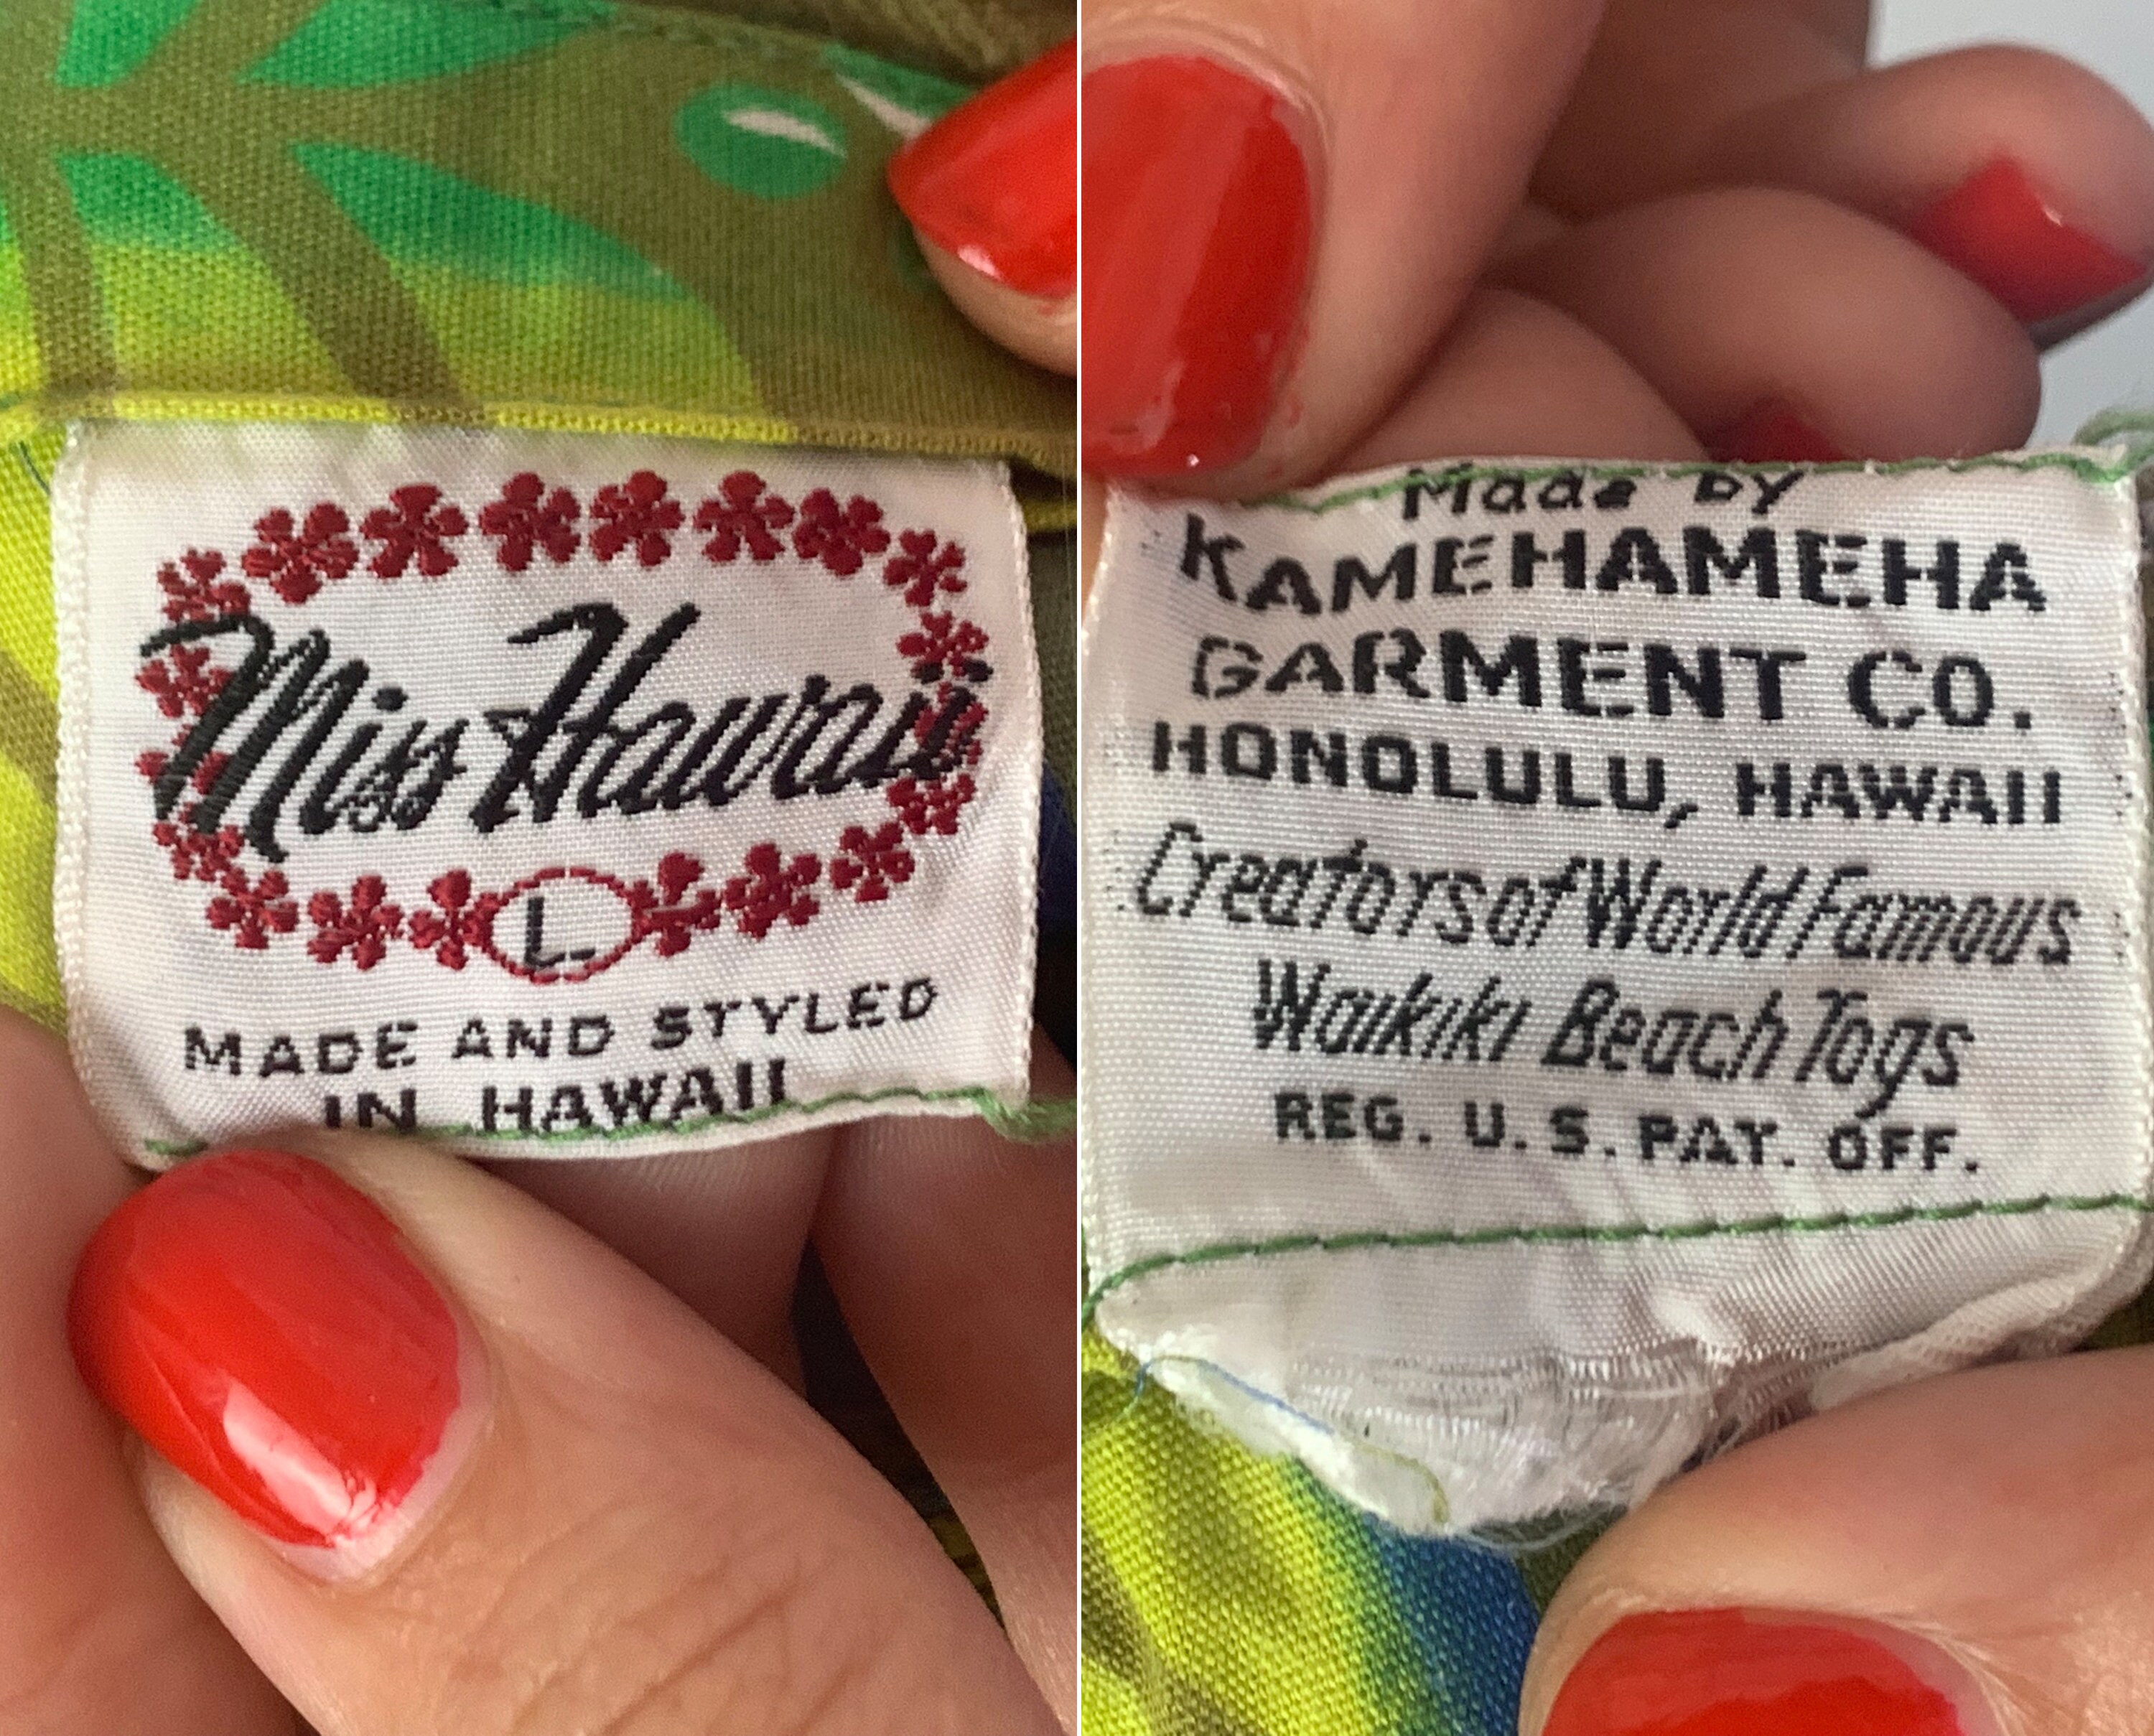 Miss Hawaii
L.
MADE AND STYLED
IN HAWAII
Made by
KAMEHAMEHA
GARMENT CO.
HONOLULU, HAWAII
Creators of World Famous
Waikiki Beach Togs
REG. U.S. PAT. OFF.